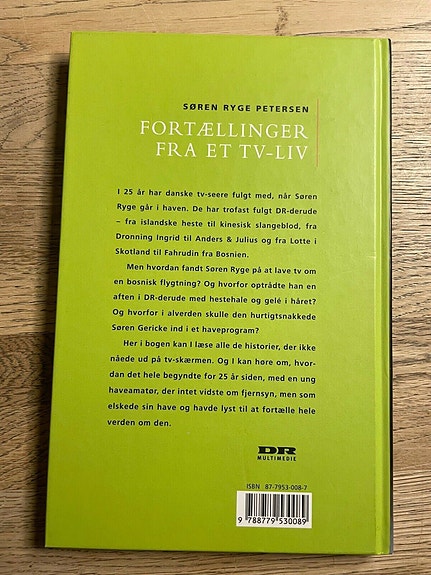 SØREN RYGE PETERSEN
FORTÆLLINGER
FRA ET TV-LIV
I 25 år har danske tv-seere fulgt med, når Søren
Ryge går i haven. De har trofast fulgt DR-derude
– fra islandske heste til kinesisk slangeblod, fra
Dronning Ingrid til Anders & Julius og fra Lotte i
Skotland til Fahrudin fra Bosnien.
Men hvordan fandt Søren Ryge på at lave tv om
en bosnisk flygtning? Og hvorfor optrådte han en
aften i DR-derude med hestehale og gelé i håret?
Og hvorfor i alverden skulle den hurtigsnakkede
Søren Gericke ind i et haveprogram?
Her i bogen kan I læse alle de historier, der ikke
nåede ud på tv-skærmen. Og I kan høre om, hvor-
dan det hele begyndte for 25 år siden, med en ung
haveamatør, der intet vidste om fjernsyn, men som
elskede sin have og havde lyst til at fortælle hele
verden om den.
DR
MULTIMEDIE
ISBN 87-7953-008-7
9 788779 530089